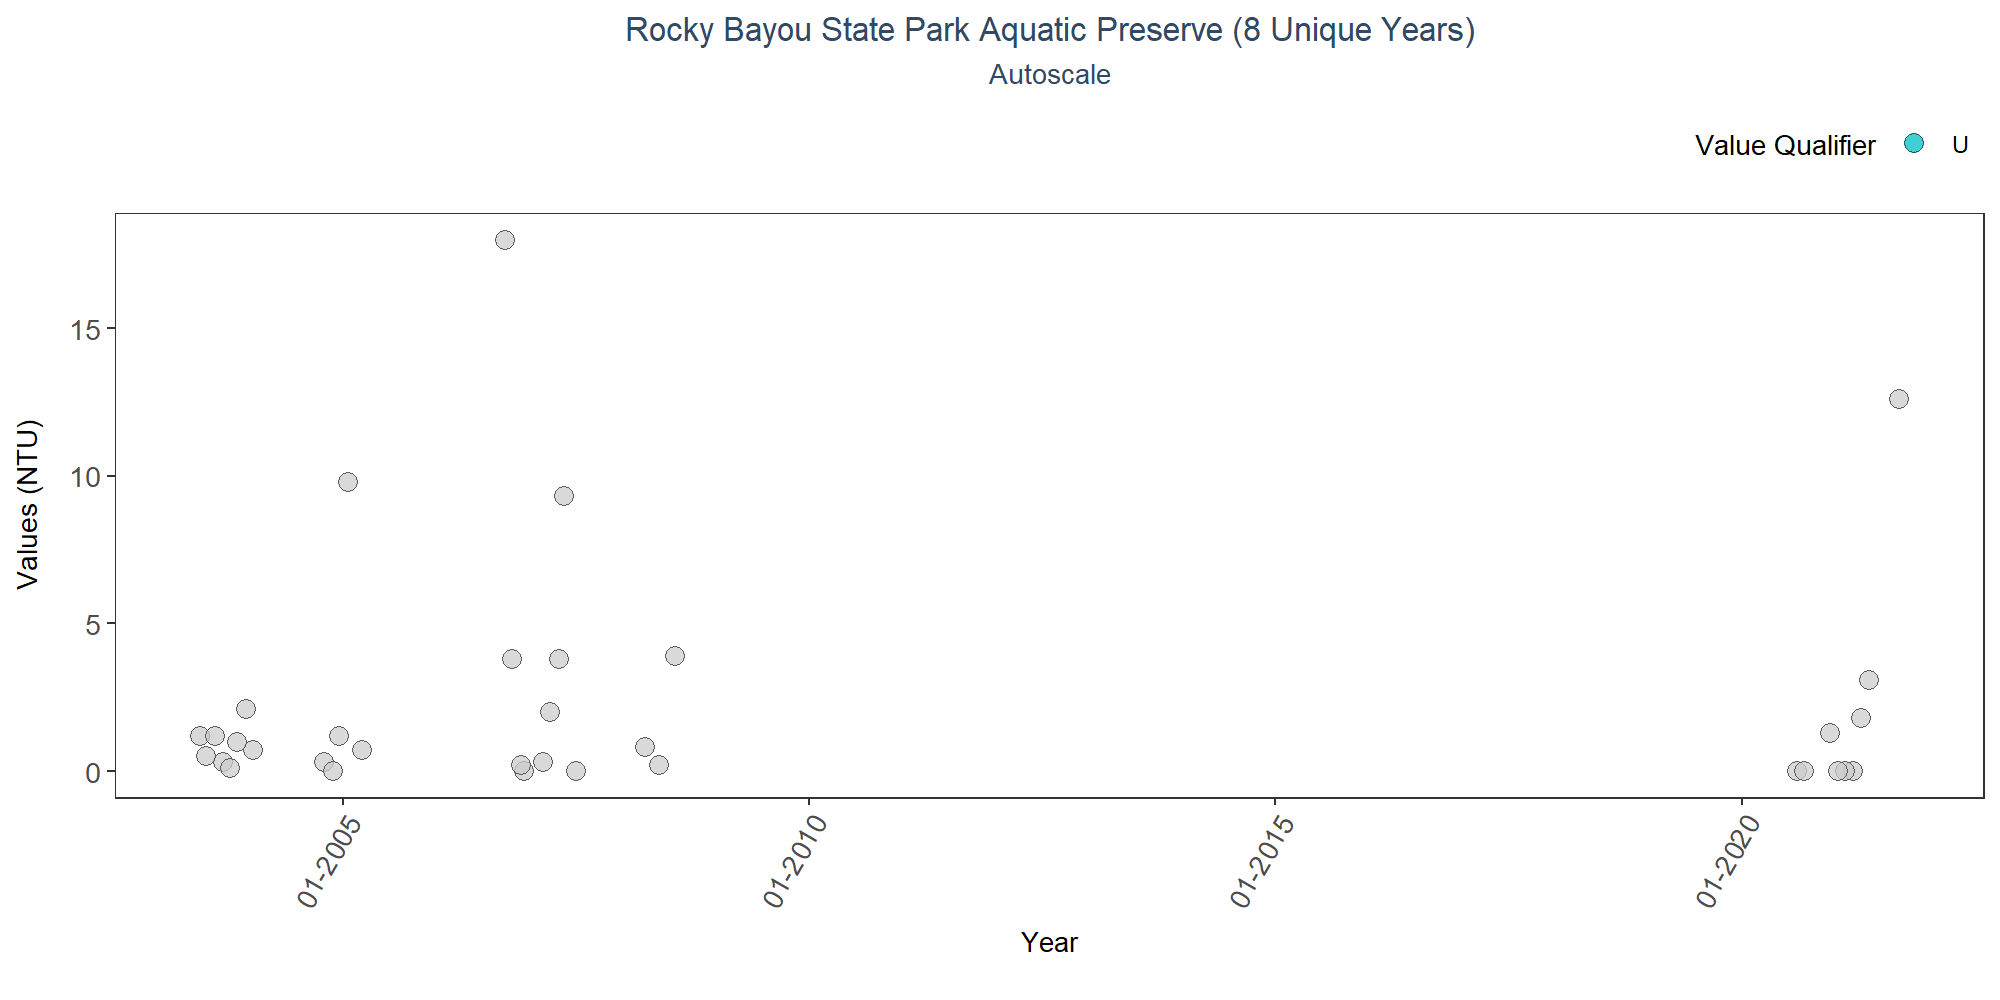 Rocky Bayou State Park Aquatic Preserve (8 Unique Years)
Autoscale
Value Qualifier U
Values (NTU)
15
10
5
0
01-2005
01-2010
01-2015
01-2020
Year